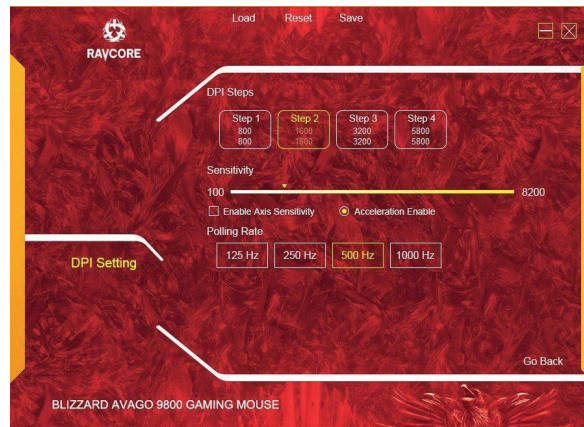 Load Reset Save
RAVCORE
DPI Steps
Step 1 Step 2 Step 3 Step 4
800 1600 3200 5800
800 1600 3200 5800
Sensitivity
100 8200
Enable Axis Sensitivity Acceleration Enable
Polling Rate
125 Hz 250 Hz 500 Hz 1000 Hz
DPI Setting
Go Back
BLIZZARD AVAGO 9800 GAMING MOUSE